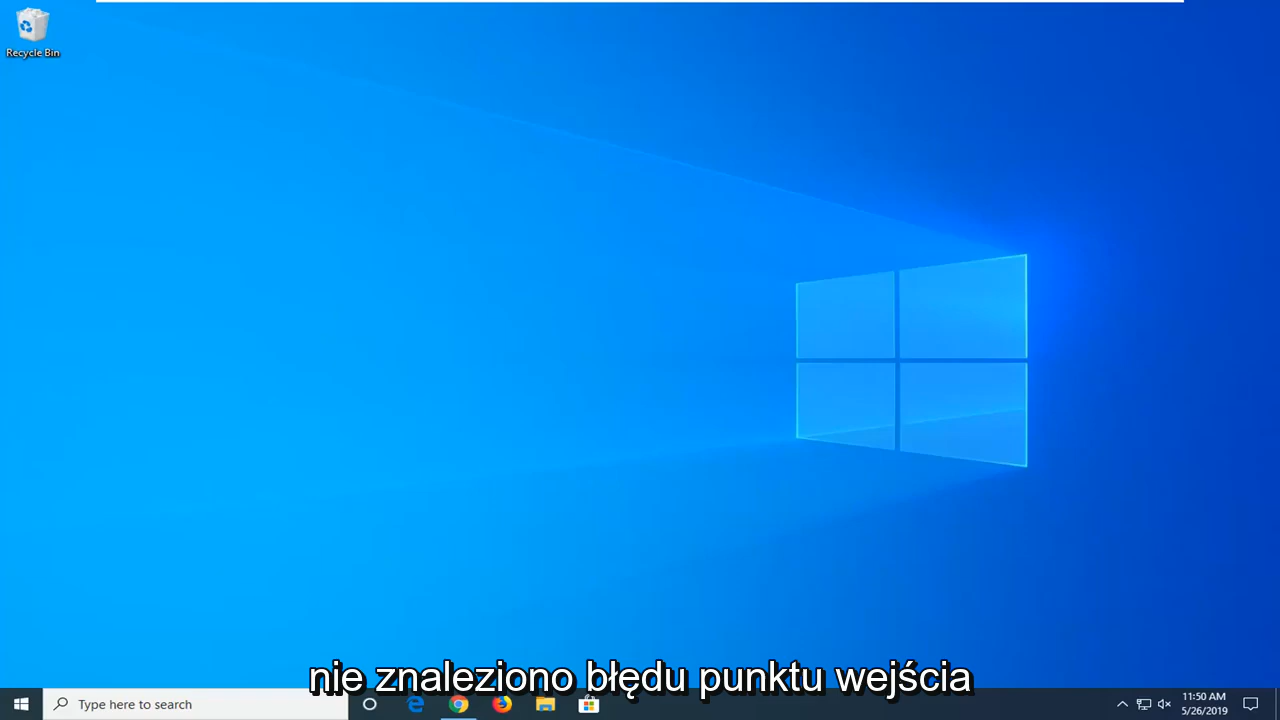 Recycle Bin
nie znaleziono błędu punktu wejścia
Type here to search
11:50 AM
5/26/2019